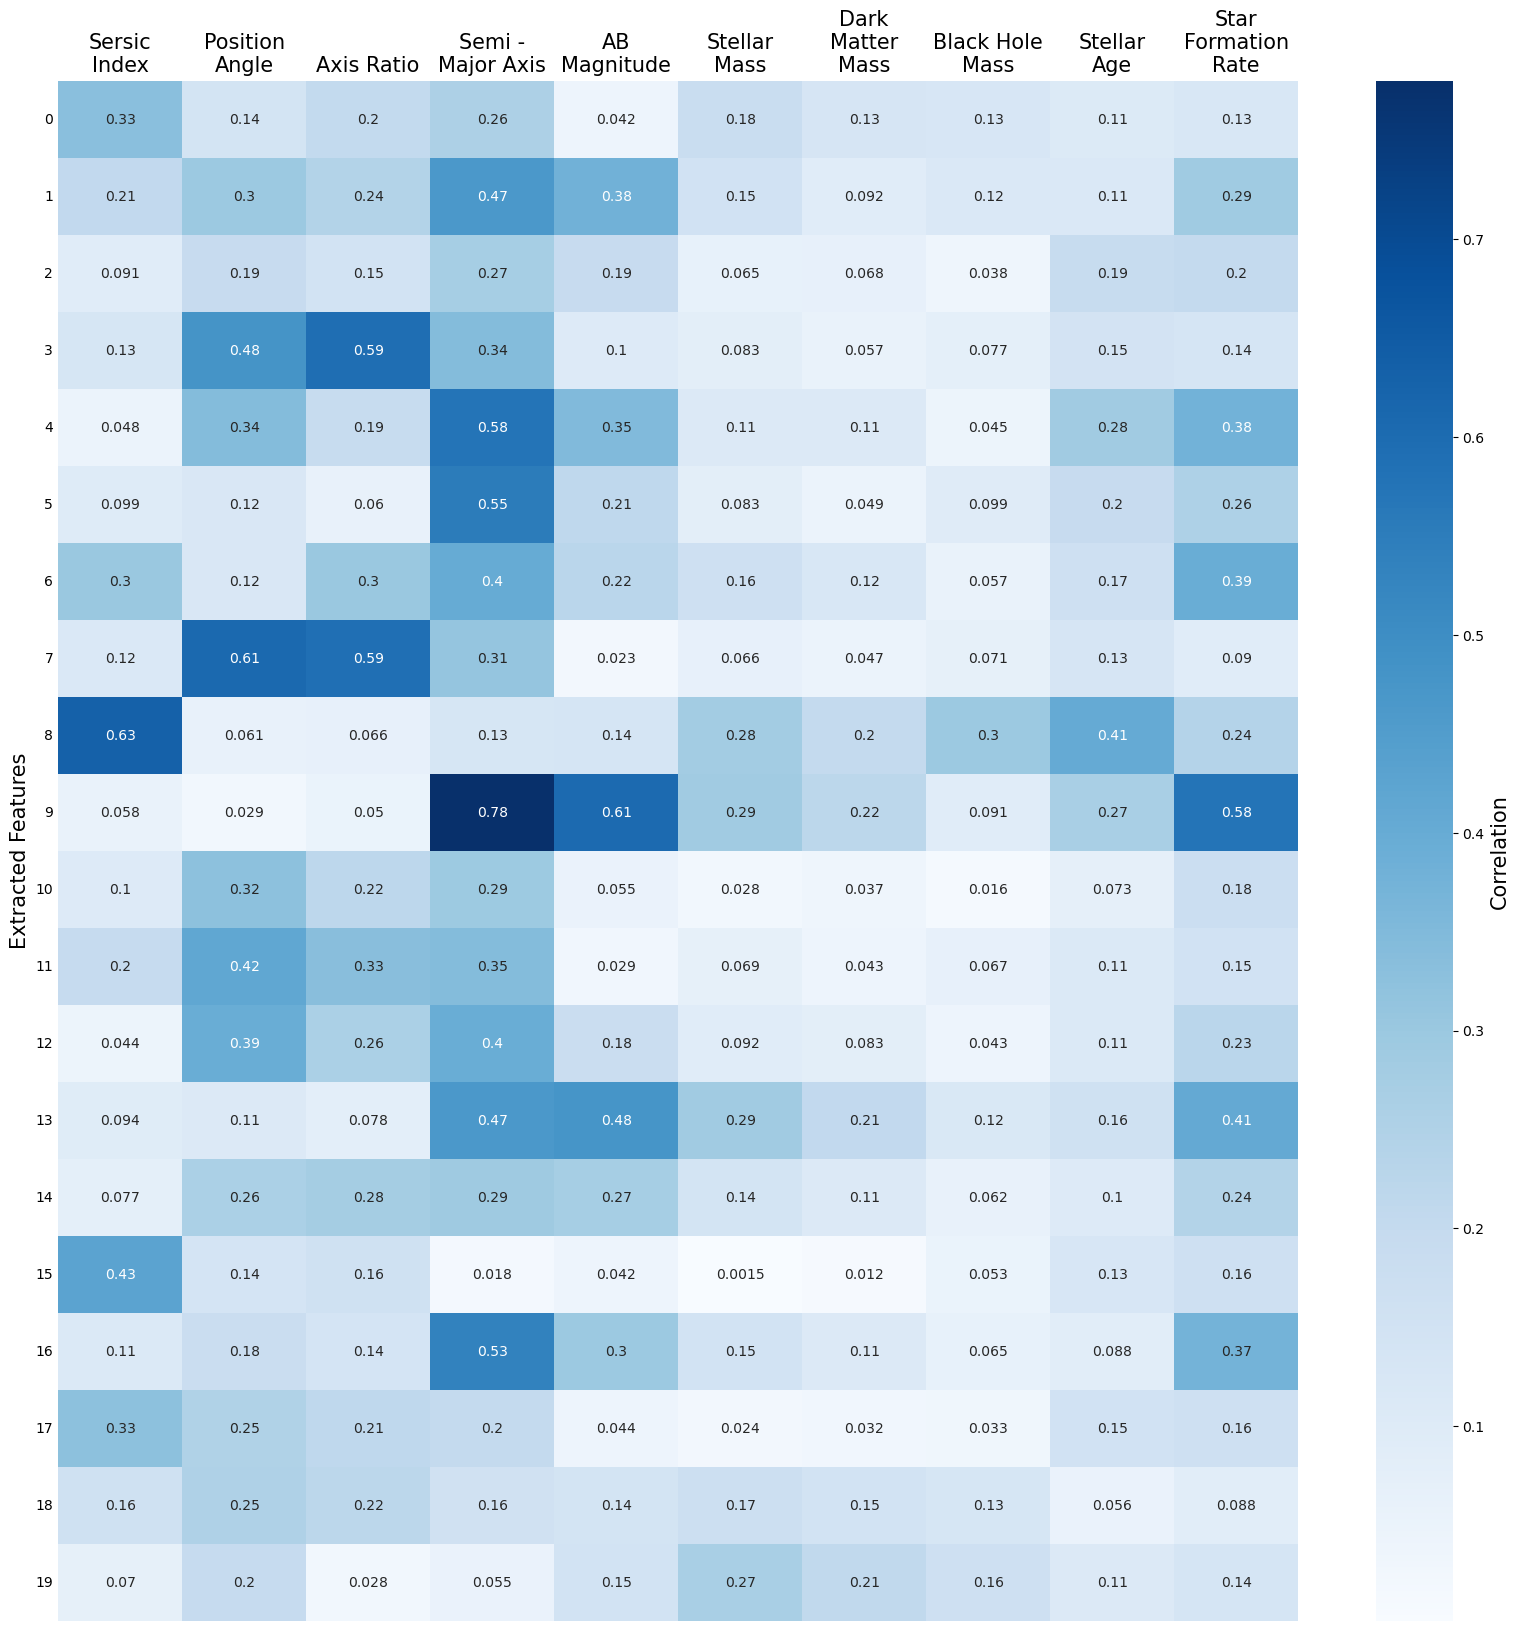 Sersic
Index
Position
Angle
Axis Ratio
Semi -
Major Axis
AB
Magnitude
Stellar
Mass
Dark
Matter
Mass
Black Hole
Mass
Stellar
Age
Star
Formation
Rate
0 0.33 0.14 0.2 0.26 0.042 0.18 0.13 0.13 0.11 0.13
1 0.21 0.3 0.24 0.47 0.38 0.15 0.092 0.12 0.11 0.29
2 0.091 0.19 0.15 0.27 0.19 0.065 0.068 0.038 0.19 0.2
3 0.13 0.48 0.59 0.34 0.1 0.083 0.057 0.077 0.15 0.14
4 0.048 0.34 0.19 0.58 0.35 0.11 0.11 0.045 0.28 0.38
5 0.099 0.12 0.06 0.55 0.21 0.083 0.049 0.099 0.2 0.26
6 0.3 0.12 0.3 0.4 0.22 0.16 0.12 0.057 0.17 0.39
7 0.12 0.61 0.59 0.31 0.023 0.066 0.047 0.071 0.13 0.09
8 0.63 0.061 0.066 0.13 0.14 0.28 0.2 0.3 0.41 0.24
9 0.058 0.029 0.05 0.78 0.61 0.29 0.22 0.091 0.27 0.58
10 0.1 0.32 0.22 0.29 0.055 0.028 0.037 0.016 0.073 0.18
11 0.2 0.42 0.33 0.35 0.029 0.069 0.043 0.067 0.11 0.15
12 0.044 0.39 0.26 0.4 0.18 0.092 0.083 0.043 0.11 0.23
13 0.094 0.11 0.078 0.47 0.48 0.29 0.21 0.12 0.16 0.41
14 0.077 0.26 0.28 0.29 0.27 0.14 0.11 0.062 0.1 0.24
15 0.43 0.14 0.16 0.018 0.042 0.0015 0.012 0.053 0.13 0.16
16 0.11 0.18 0.14 0.53 0.3 0.15 0.11 0.065 0.088 0.37
17 0.33 0.25 0.21 0.2 0.044 0.024 0.032 0.033 0.15 0.16
18 0.16 0.25 0.22 0.16 0.14 0.17 0.15 0.13 0.056 0.088
19 0.07 0.2 0.028 0.055 0.15 0.27 0.21 0.16 0.11 0.14
Extracted Features
0.7
0.6
0.5
0.4
0.3
0.2
0.1
Correlation